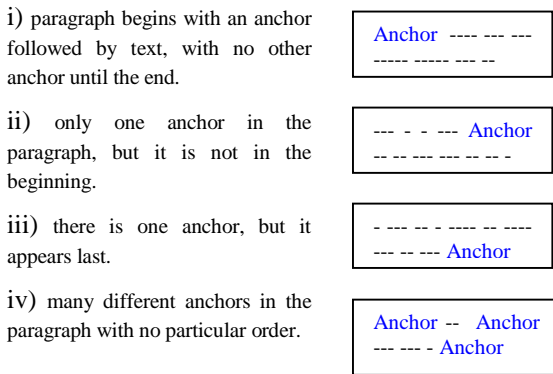 i) paragraph begins with an anchor
followed by text, with no other
anchor until the end.
Anchor ---- --- ---
----- ----- --- --
ii) only one anchor in the
paragraph, but it is not in the
beginning.
--- - - --- Anchor
-- -- --- --- -- -- -
iii) there is one anchor, but it
appears last.
- --- -- - ---- -- ----
--- -- --- Anchor
iv) many different anchors in the
paragraph with no particular order.
Anchor -- Anchor
--- --- - Anchor